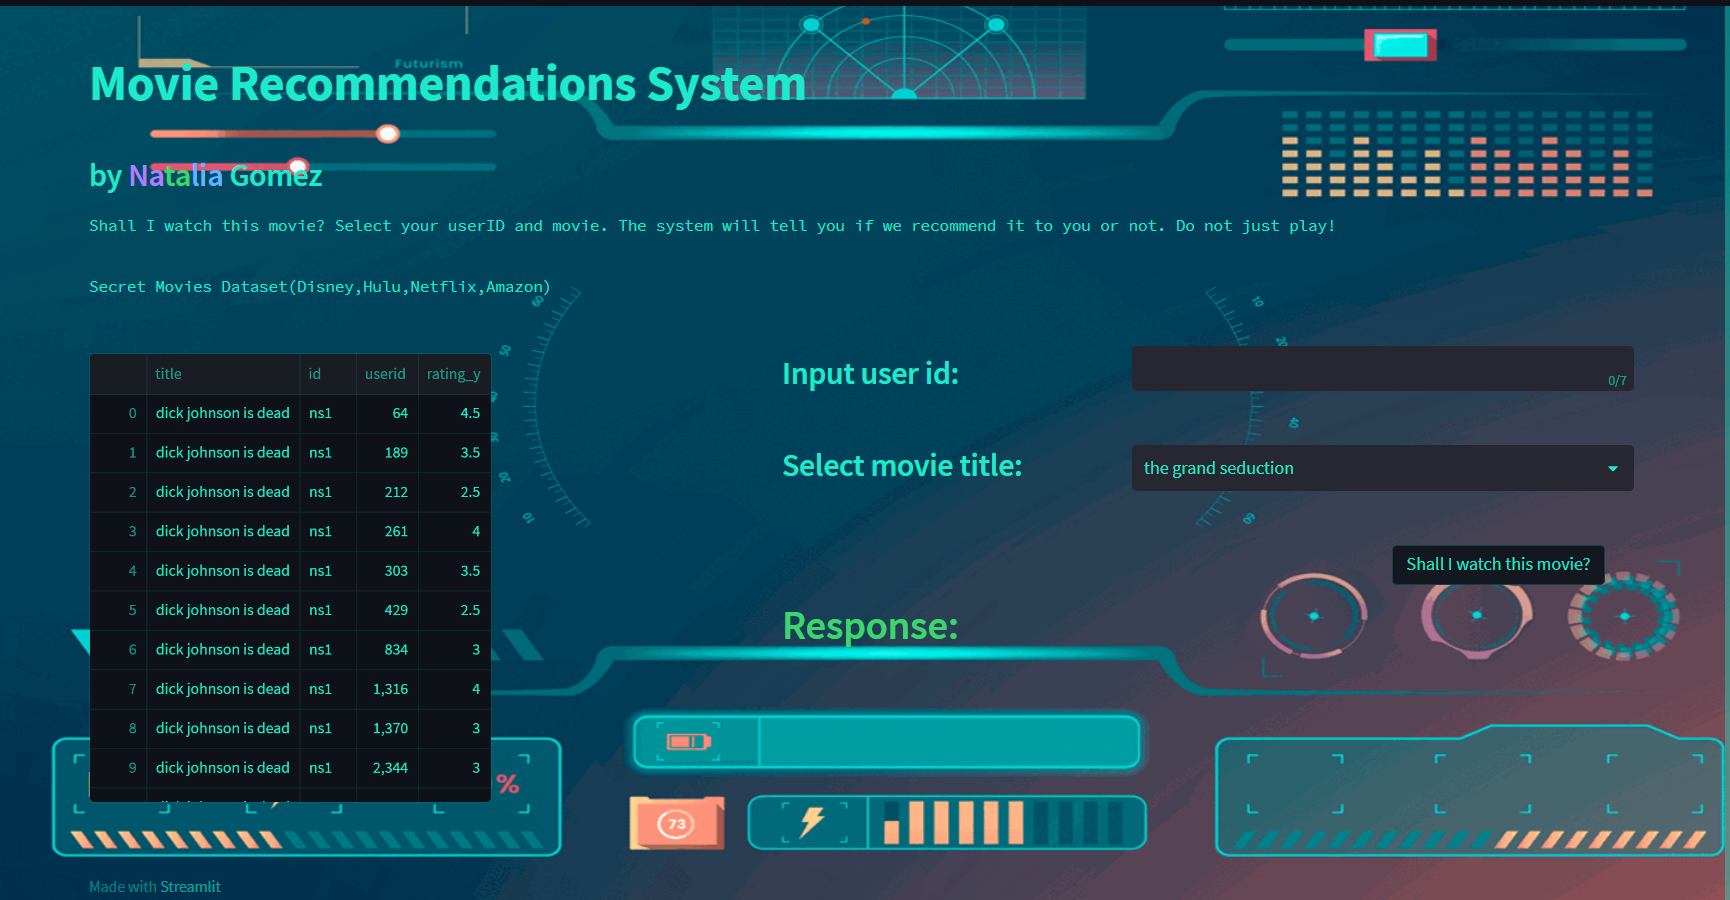 Futurism
Movie Recommendations System
by Natalia Gomez
Shall I watch this movie? Select your userID and movie. The system will tell you if we recommend it to you or not. Do not just play!
Secret Movies Dataset(Disney,Hulu,Netflix,Amazon)
title id userid rating_y
0 dick johnson is dead ns1 64 4.5
1 dick johnson is dead ns1 189 3.5
2 dick johnson is dead ns1 212 2.5
3 dick johnson is dead ns1 261 4
4 dick johnson is dead ns1 303 3.5
5 dick johnson is dead ns1 429 2.5
6 dick johnson is dead ns1 834 3
7 dick johnson is dead ns1 1,316 4
8 dick johnson is dead ns1 1,370 3
9 dick johnson is dead ns1 2,344 3
Input user id:
0/7
Select movie title:
the grand seduction
Shall I watch this movie?
Response:
60
50
20
10
10
20
%
73
Made with Streamlit